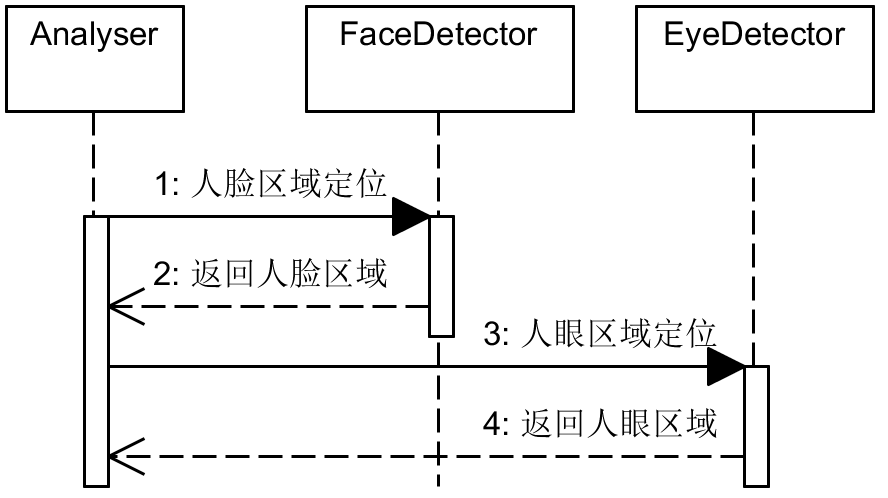 Analyser
FaceDetector
EyeDetector
1: 人脸区域定位
2: 返回人脸区域
3: 人眼区域定位
4: 返回人眼区域